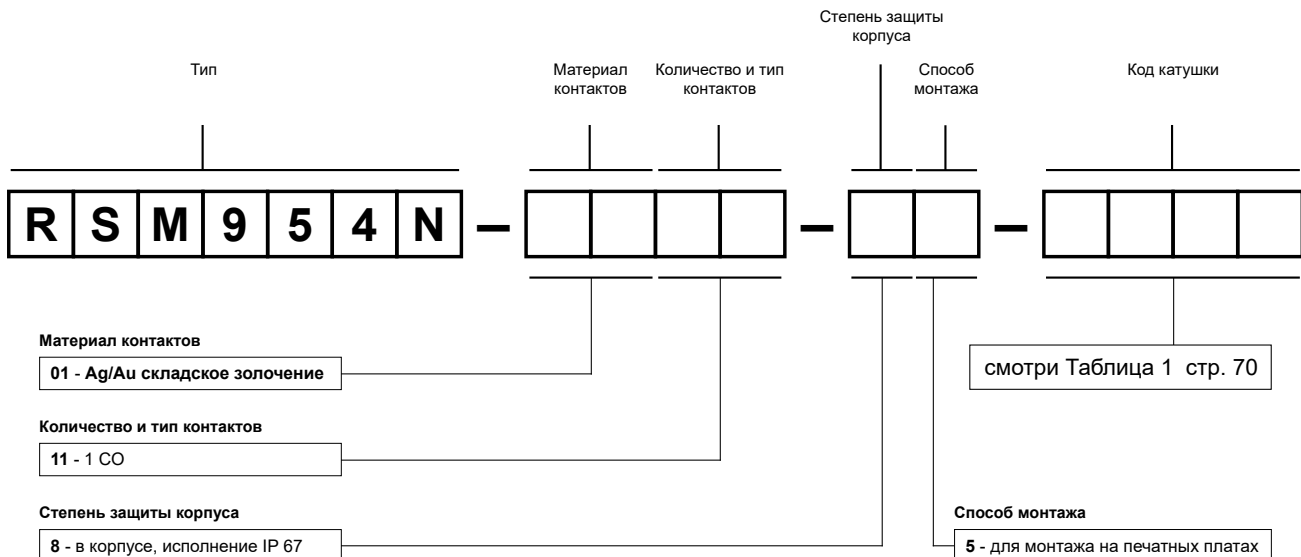 Степень защиты
корпуса
Тип
Материал
контактов
Количество и тип
контактов
Способ
монтажа
Код катушки
R S M 9 5 4 N – – –
Материал контактов
01 - Ag/Au складское золочение
смотри Таблица 1 стр. 70
Количество и тип контактов
11 - 1 CO
Степень защиты корпуса
8 - в корпусе, исполнение IP 67
Способ монтажа
5 - для монтажа на печатных платах